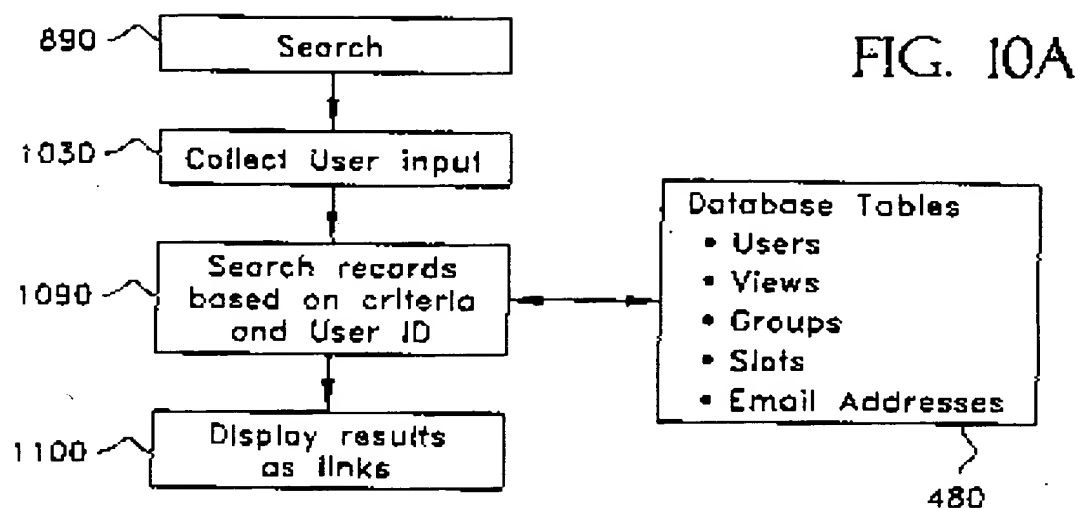 FIG. 10A
890
Search
1030
Collect User input
1090
Search records
based on criteria
and User ID
1100
Display results
as links
Database Tables
• Users
• Views
• Groups
• Slots
• Email Addresses
480